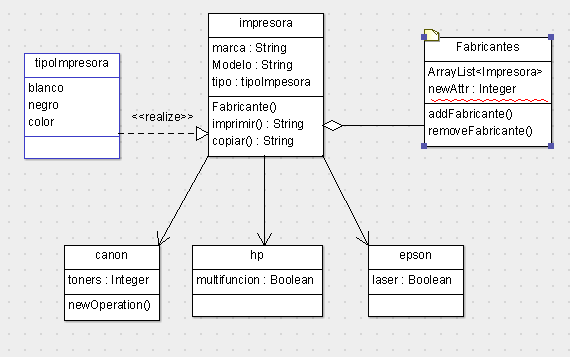 impresora
marca : String
Modelo : String
tipo : tipoImpesora
Fabricante()
imprimir() : String
copiar() : String
tipoImpresora
blanco
negro
color
<<realize>>
Fabricantes
ArrayList<Impresora>
newAttr : Integer
addFabricante()
removeFabricante()
canon
toners : Integer
newOperation()
hp
multifuncion : Boolean
epson
laser : Boolean